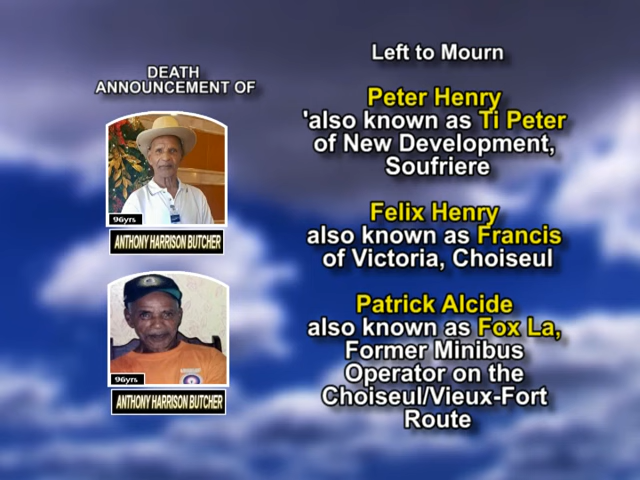 DEATH
ANNOUNCEMENT OF
96yrs
ANTHONY HARRISON BUTCHER
96yrs
ANTHONY HARRISON BUTCHER
Left to Mourn
Peter Henry
'also known as Ti Peter
of New Development,
Soufriere
Felix Henry
also known as Francis
of Victoria, Choiseul
Patrick Alcide
also known as Fox La,
Former Minibus
Operator on the
Choiseul/Vieux-Fort
Route